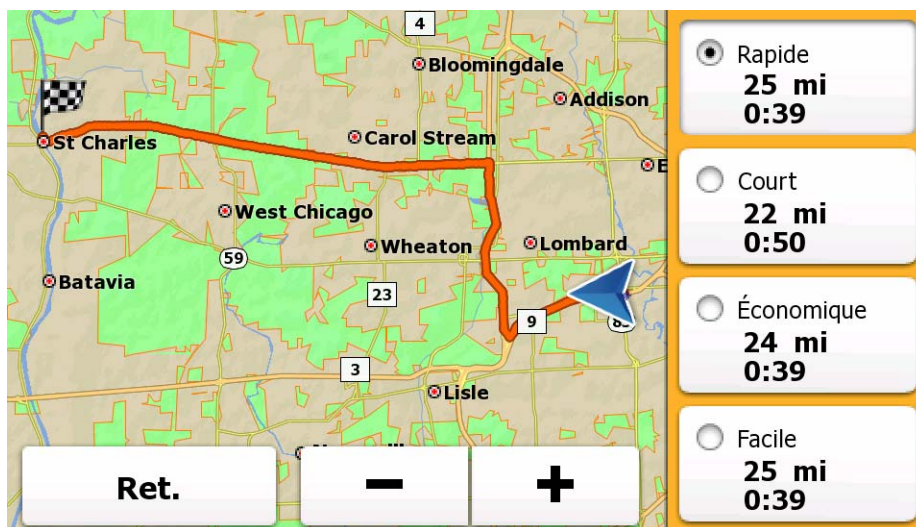 4
Bloomingdale
Addison
St Charles
Carol Stream
E
West Chicago
Wheaton
Lombard
59
Batavia
23
9
3
Lisle
Ret.
−
+
Rapide
25 mi
0:39
Court
22 mi
0:50
Économique
24 mi
0:39
Facile
25 mi
0:39